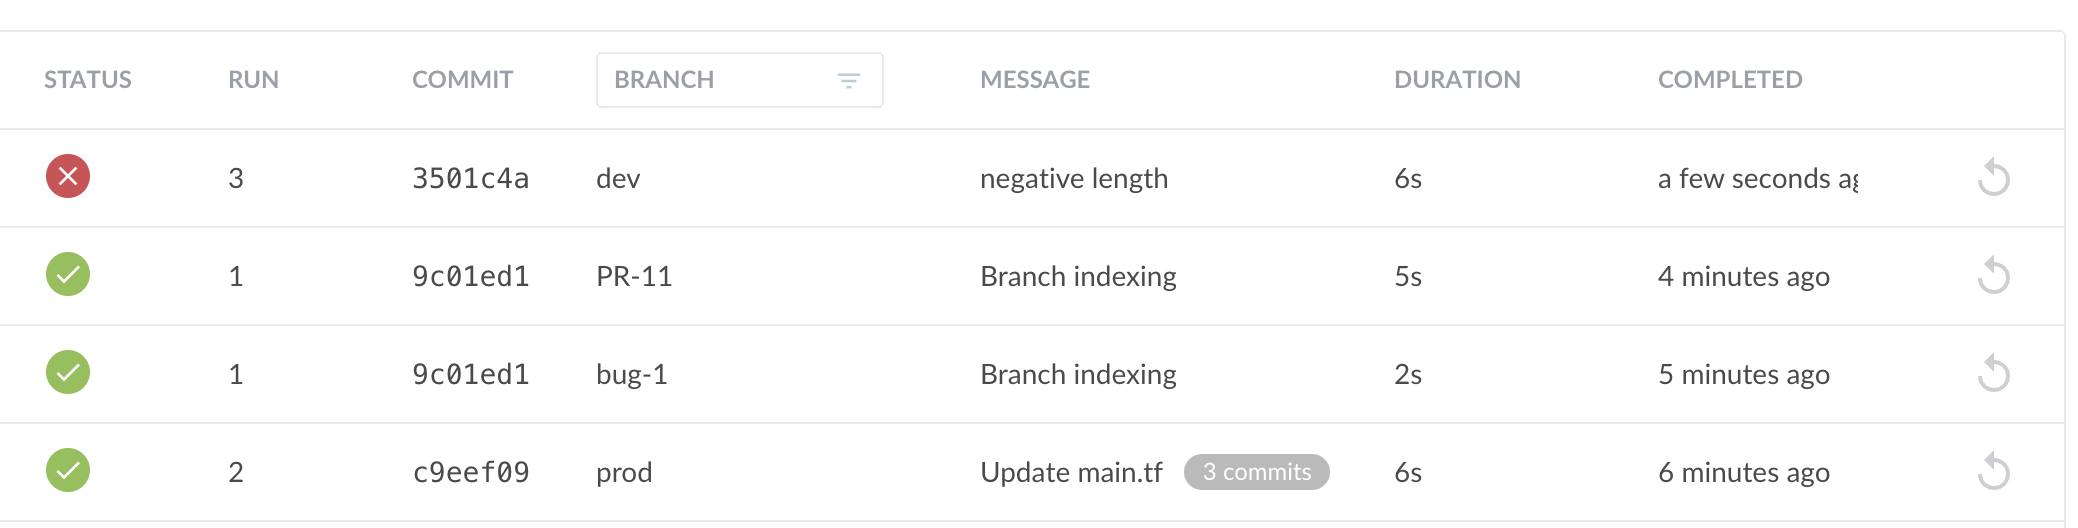 STATUS RUN COMMIT BRANCH MESSAGE DURATION COMPLETED
3 3501c4a dev negative length 6s a few seconds ag
1 9c01ed1 PR-11 Branch indexing 5s 4 minutes ago
1 9c01ed1 bug-1 Branch indexing 2s 5 minutes ago
2 c9eef09 prod Update main.tf 3 commits 6s 6 minutes ago